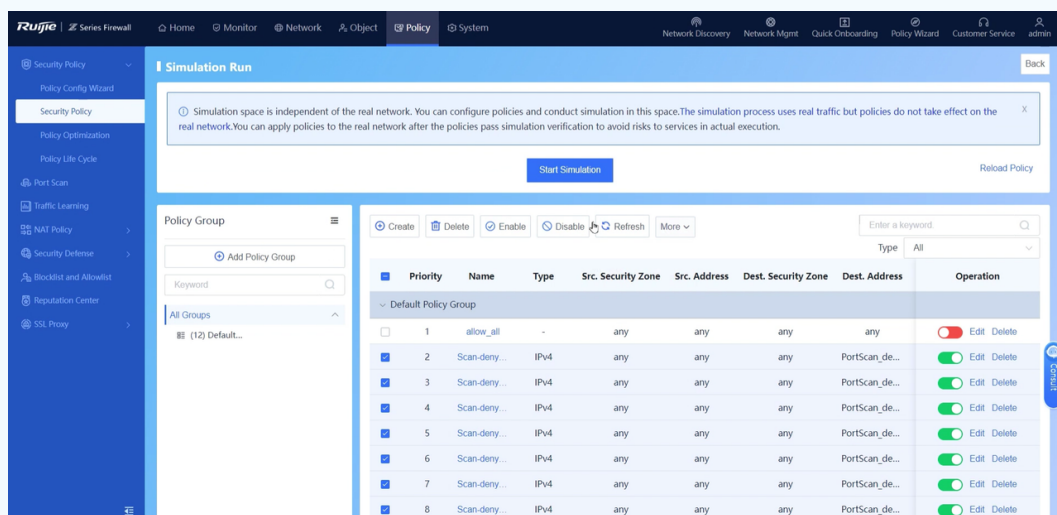 Ruijie | Z Series Firewall
Home
Monitor
Network
Object
Policy
System
Network Discovery
Network Mgmt
Quick Onboarding
Policy Wizard
Customer Service
admin
Security Policy
Policy Config Wizard
Security Policy
Policy Optimization
Policy Life Cycle
Port Scan
Traffic Learning
NAT Policy
Security Defense
Blocklist and Allowlist
Reputation Center
SSL Proxy
Simulation Run
Back
Simulation space is independent of the real network. You can configure policies and conduct simulation in this space.The simulation process uses real traffic but policies do not take effect on the
real network.You can apply policies to the real network after the policies pass simulation verification to avoid risks to services in actual execution.
X
Start Simulation
Reload Policy
Policy Group
Add Policy Group
Keyword
All Groups
(12) Default...
Create
Delete
Enable
Disable
Refresh
More
Enter a keyword
Type All
Priority Name Type Src. Security Zone Src. Address Dest. Security Zone Dest. Address Operation
Default Policy Group
1 allow_all - any any any any Edit Delete
2 Scan-deny... IPv4 any any any PortScan_de... Edit Delete
3 Scan-deny... IPv4 any any any PortScan_de... Edit Delete
4 Scan-deny... IPv4 any any any PortScan_de... Edit Delete
5 Scan-deny... IPv4 any any any PortScan_de... Edit Delete
6 Scan-deny... IPv4 any any any PortScan_de... Edit Delete
7 Scan-deny... IPv4 any any any PortScan_de... Edit Delete
8 Scan-deny... IPv4 any any any PortScan_de... Edit Delete
Consult